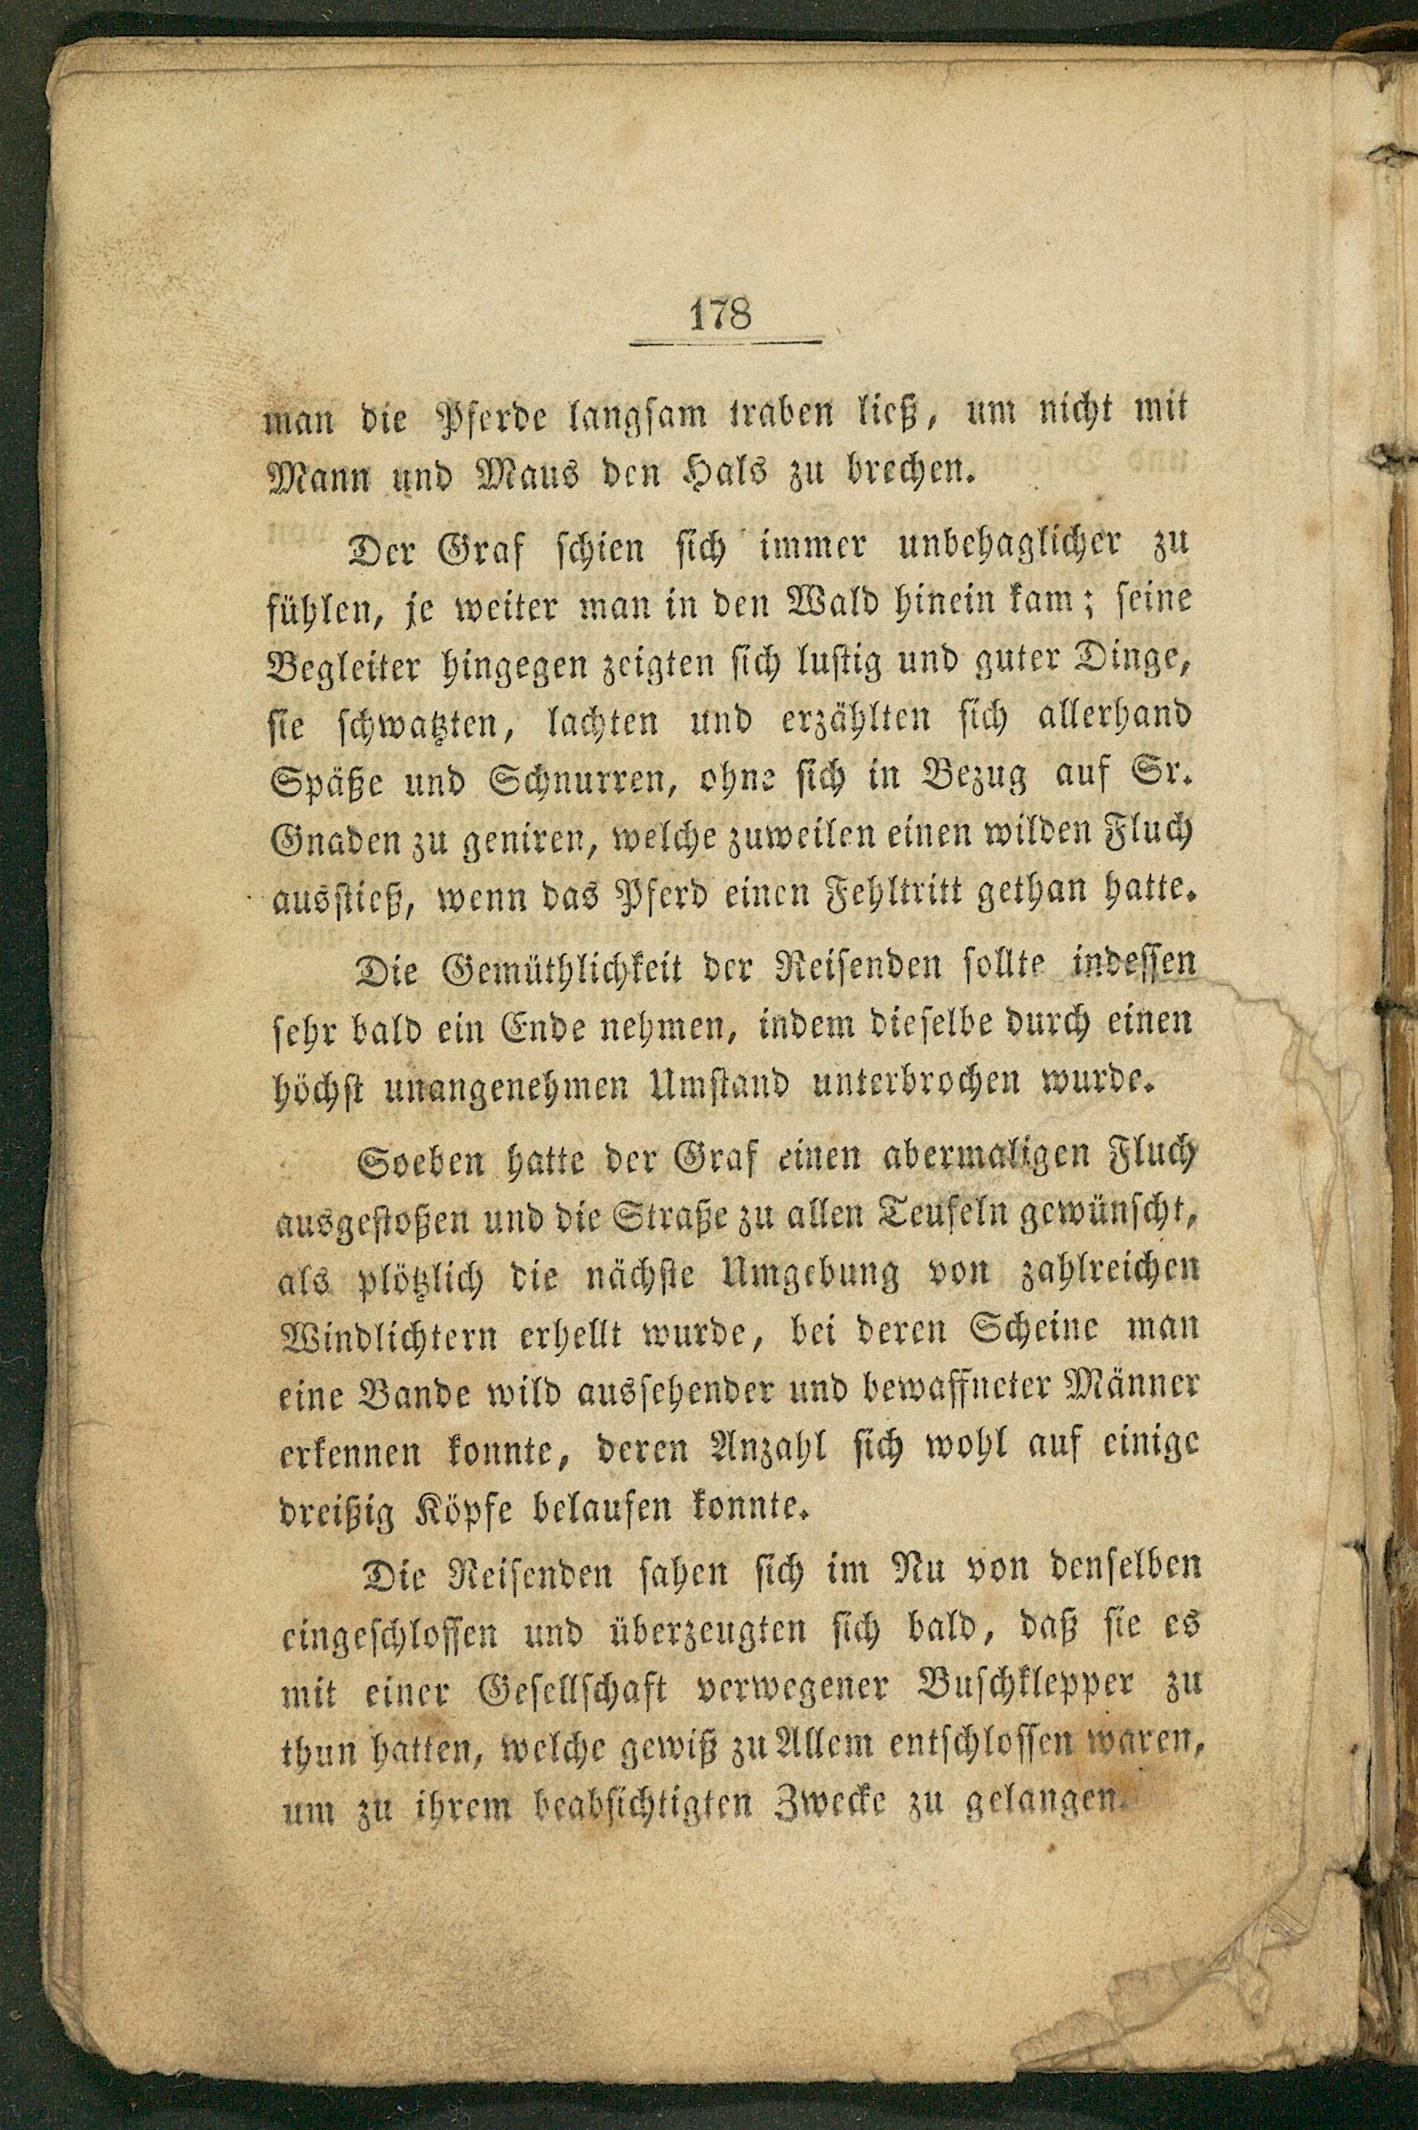 178
man die Pferde langsam traben ließ, um nicht mit
Mann und Maus den Hals zu brechen.
Der Graf schien sich immer unbehaglicher zu
fühlen, je weiter man in den Wald hinein kam; seine
Begleiter hingegen zeigten sich lustig und guter Dinge,
sie schwatzten, lachten und erzählten sich allerhand
Späße und Schnurren, ohne sich in Bezug auf Sr.
Gnaden zu geniren, welche zuweilen einen wilden Fluch
ausstieß, wenn das Pferd einen Fehltritt gethan hatte.
Die Gemüthlichkeit der Reisenden sollte indessen
sehr bald ein Ende nehmen, indem dieselbe durch einen
höchst unangenehmen Umstand unterbrochen wurde.
Soeben hatte der Graf einen abermaligen Fluch
ausgestoßen und die Straße zu allen Teufeln gewünscht,
als plötzlich die nächste Umgebung von zahlreichen
Windlichtern erhellt wurde, bei deren Scheine man
eine Bande wild aussehender und bewaffneter Männer
erkennen konnte, deren Anzahl sich wohl auf einige
dreißig Köpfe belaufen konnte.
Die Reisenden sahen sich im Nu von denselben
eingeschlossen und überzeugten sich bald, daß sie es
mit einer Gesellschaft verwegener Buschklepper zu
thun hatten, welche gewiß zu Allem entschlossen waren,
um zu ihrem beabsichtigten Zwecke zu gelangen.